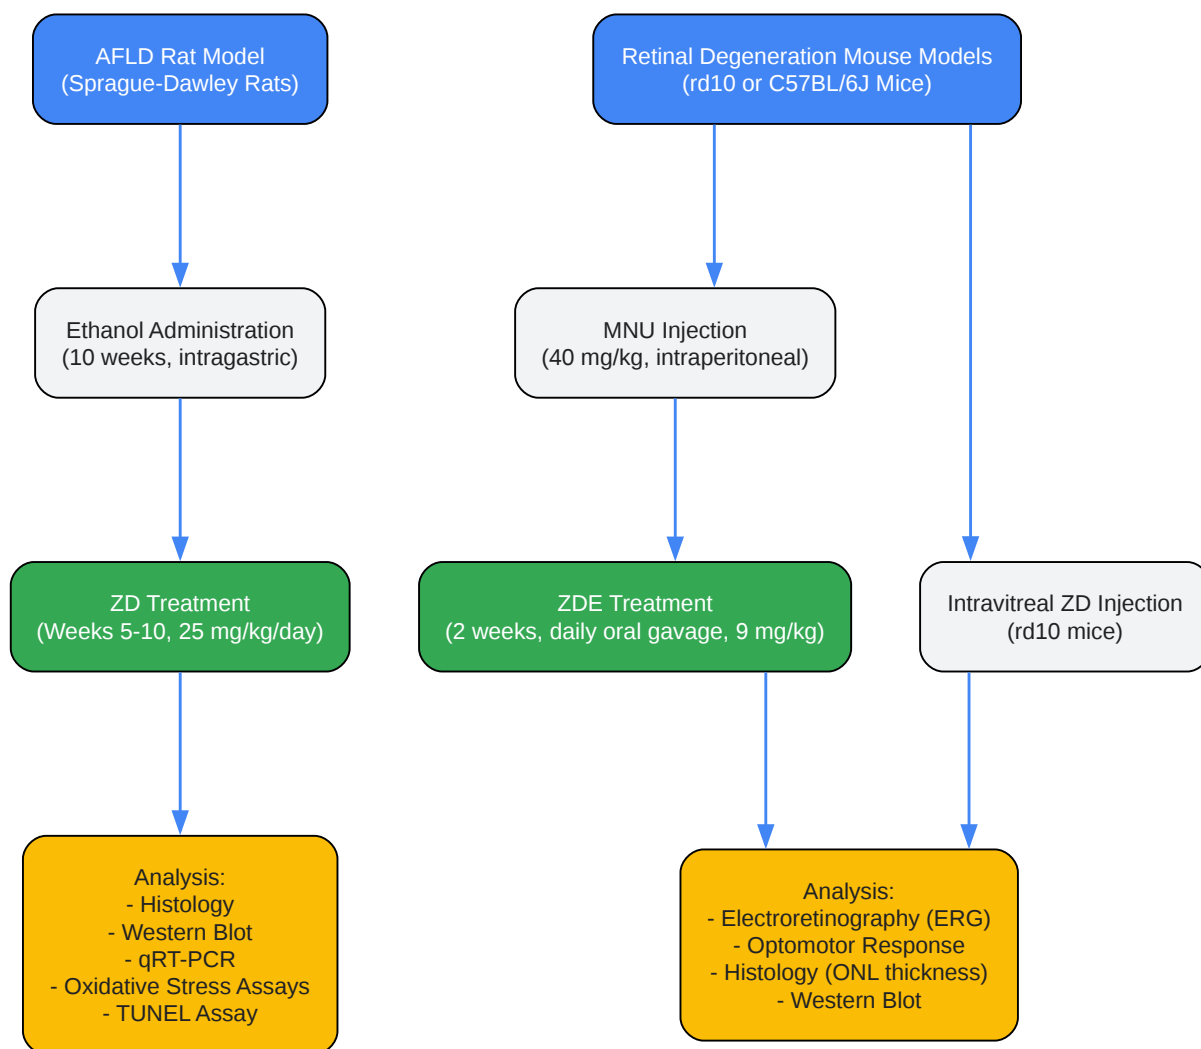 AFLD Rat Model
(Sprague-Dawley Rats)
Retinal Degeneration Mouse Models
(rd10 or C57BL/6J Mice)
Ethanol Administration
(10 weeks, intragastric)
MNU Injection
(40 mg/kg, intraperitoneal)
ZD Treatment
(Weeks 5-10, 25 mg/kg/day)
ZDE Treatment
(2 weeks, daily oral gavage, 9 mg/kg)
Intravitreal ZD Injection
(rd10 mice)
Analysis:
- Histology
- Western Blot
- qRT-PCR
- Oxidative Stress Assays
- TUNEL Assay
Analysis:
- Electroretinography (ERG)
- Optomotor Response
- Histology (ONL thickness)
- Western Blot